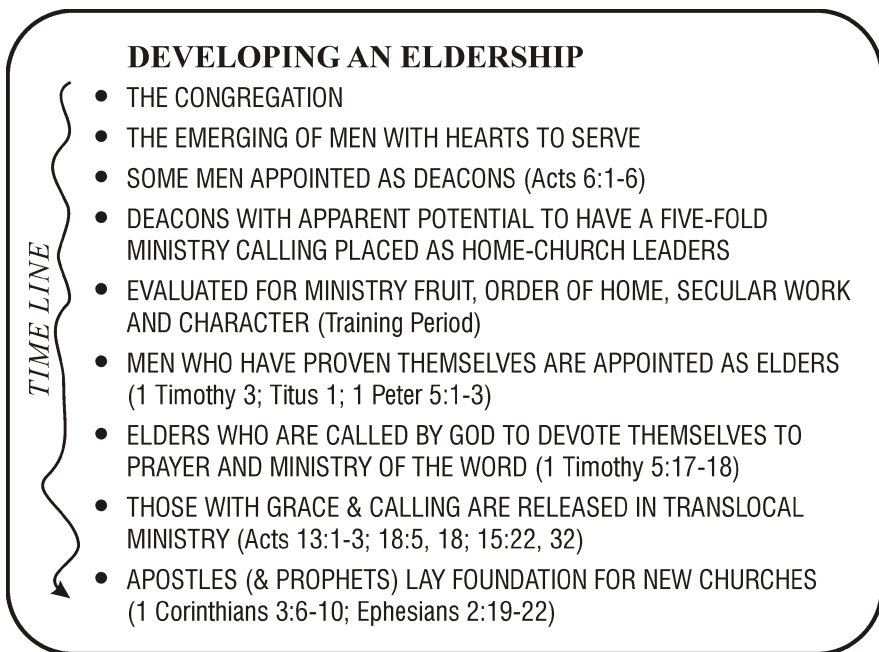 DEVELOPING AN ELDERSHIP
• THE CONGREGATION
• THE EMERGING OF MEN WITH HEARTS TO SERVE
• SOME MEN APPOINTED AS DEACONS (Acts 6:1-6)
• DEACONS WITH APPARENT POTENTIAL TO HAVE A FIVE-FOLD
MINISTRY CALLING PLACED AS HOME-CHURCH LEADERS
• EVALUATED FOR MINISTRY FRUIT, ORDER OF HOME, SECULAR WORK
AND CHARACTER (Training Period)
• MEN WHO HAVE PROVEN THEMSELVES ARE APPOINTED AS ELDERS
(1 Timothy 3; Titus 1; 1 Peter 5:1-3)
• ELDERS WHO ARE CALLED BY GOD TO DEVOTE THEMSELVES TO
PRAYER AND MINISTRY OF THE WORD (1 Timothy 5:17-18)
• THOSE WITH GRACE & CALLING ARE RELEASED IN TRANSLOCAL
MINISTRY (Acts 13:1-3; 18:5, 18; 15:22, 32)
• APOSTLES (& PROPHETS) LAY FOUNDATION FOR NEW CHURCHES
(1 Corinthians 3:6-10; Ephesians 2:19-22)
TIME LINE